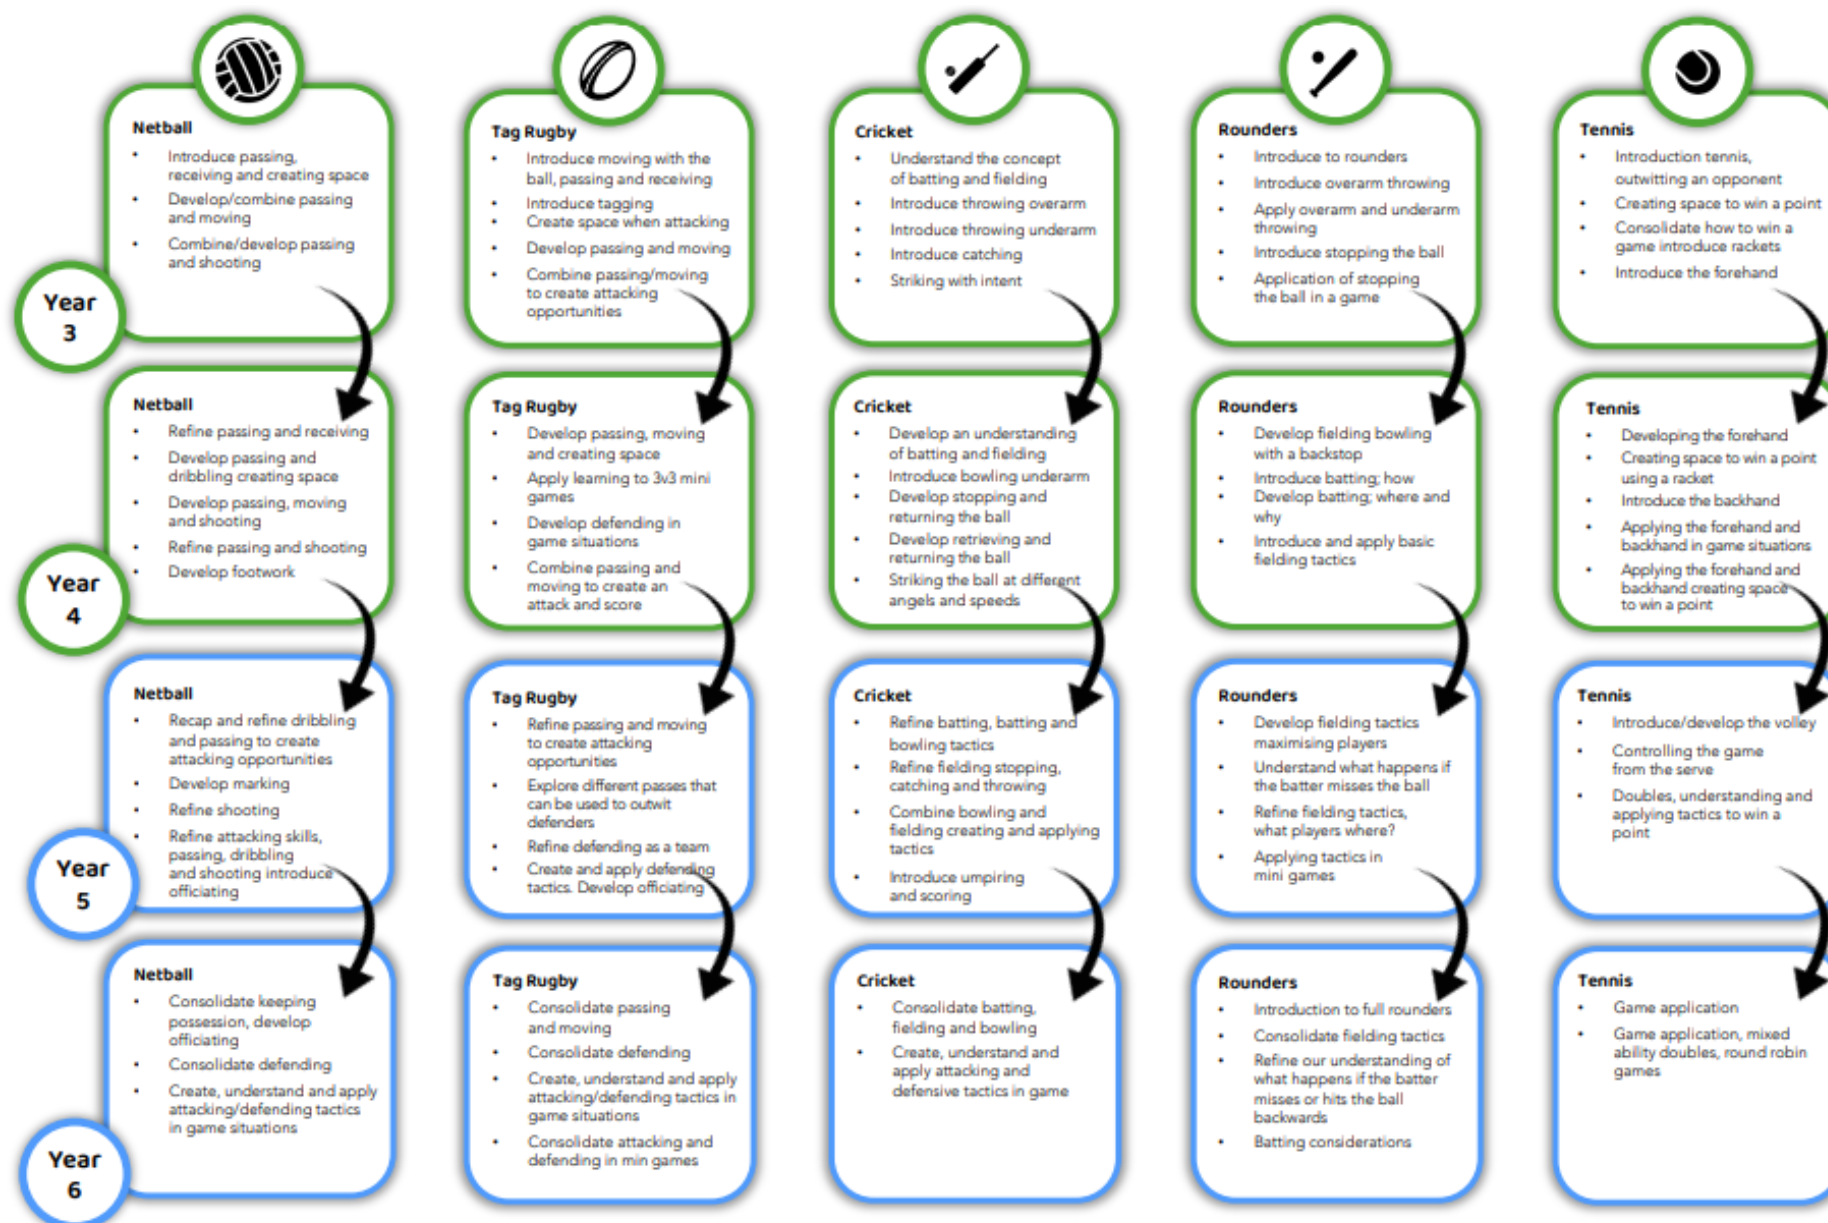 Year
3
Netball
• Introduce passing,
receiving and creating space
• Develop/combine passing
and moving
• Combine/develop passing
and shooting
Tag Rugby
• Introduce moving with the
ball, passing and receiving
• Introduce tagging
• Create space when attacking
• Develop passing and moving
• Combine passing/moving
to create attacking
opportunities
Cricket
• Understand the concept
of batting and fielding
• Introduce throwing overarm
• Introduce throwing underarm
• Introduce catching
• Striking with intent
Rounders
• Introduce to rounders
• Introduce overarm throwing
• Apply overarm and underarm
throwing
• Introduce stopping the ball
• Application of stopping
the ball in a game
Tennis
• Introduction tennis,
outwitting an opponent
• Creating space to win a point
• Consolidate how to win a
game introduce rackets
• Introduce the forehand
Year
4
Netball
• Refine passing and receiving
• Develop passing and
dribbling creating space
• Develop passing, moving
and shooting
• Refine passing and shooting
• Develop footwork
Tag Rugby
• Develop passing, moving
and creating space
• Apply learning to 3v3 mini
games
• Develop defending in
game situations
• Combine passing and
moving to create an
attack and score
Cricket
• Develop an understanding
of batting and fielding
• Introduce bowling underarm
• Develop stopping and
returning the ball
• Develop retrieving and
returning the ball
• Striking the ball at different
angels and speeds
Rounders
• Develop fielding bowling
with a backstop
• Introduce batting; how
• Develop batting; where and
why
• Introduce and apply basic
fielding tactics
Tennis
• Developing the forehand
• Creating space to win a point
using a racket
• Introduce the backhand
• Applying the forehand and
backhand in game situations
• Applying the forehand and
backhand creating space
to win a point
Year
5
Netball
• Recap and refine dribbling
and passing to create
attacking opportunities
• Develop marking
• Refine shooting
• Refine attacking skills,
passing, dribbling
and shooting introduce
officiating
Tag Rugby
• Refine passing and moving
to create attacking
opportunities
• Explore different passes that
can be used to outwit
defenders
• Refine defending as a team
• Create and apply defending
tactics. Develop officiating
Cricket
• Refine batting, batting and
bowling tactics
• Refine fielding stopping,
catching and throwing
• Combine bowling and
fielding creating and applying
tactics
• Introduce umpiring
and scoring
Rounders
• Develop fielding tactics
maximising players
• Understand what happens if
the batter misses the ball
• Refine fielding tactics,
what players where?
• Applying tactics in
mini games
Tennis
• Introduce/develop the volley
• Controlling the game
from the serve
• Doubles, understanding and
applying tactics to win a
point
Year
6
Netball
• Consolidate keeping
possession, develop
officiating
• Consolidate defending
• Create, understand and apply
attacking/defending tactics
in game situations
Tag Rugby
• Consolidate passing
and moving
• Consolidate defending
• Create, understand and apply
attacking/defending tactics in
game situations
• Consolidate attacking and
defending in min games
Cricket
• Consolidate batting,
fielding and bowling
• Create, understand and
apply attacking and
defensive tactics in game
Rounders
• Introduction to full rounders
• Consolidate fielding tactics
• Refine our understanding of
what happens if the batter
misses or hits the ball
backwards
• Batting considerations
Tennis
• Game application
• Game application, mixed
ability doubles, round robin
games